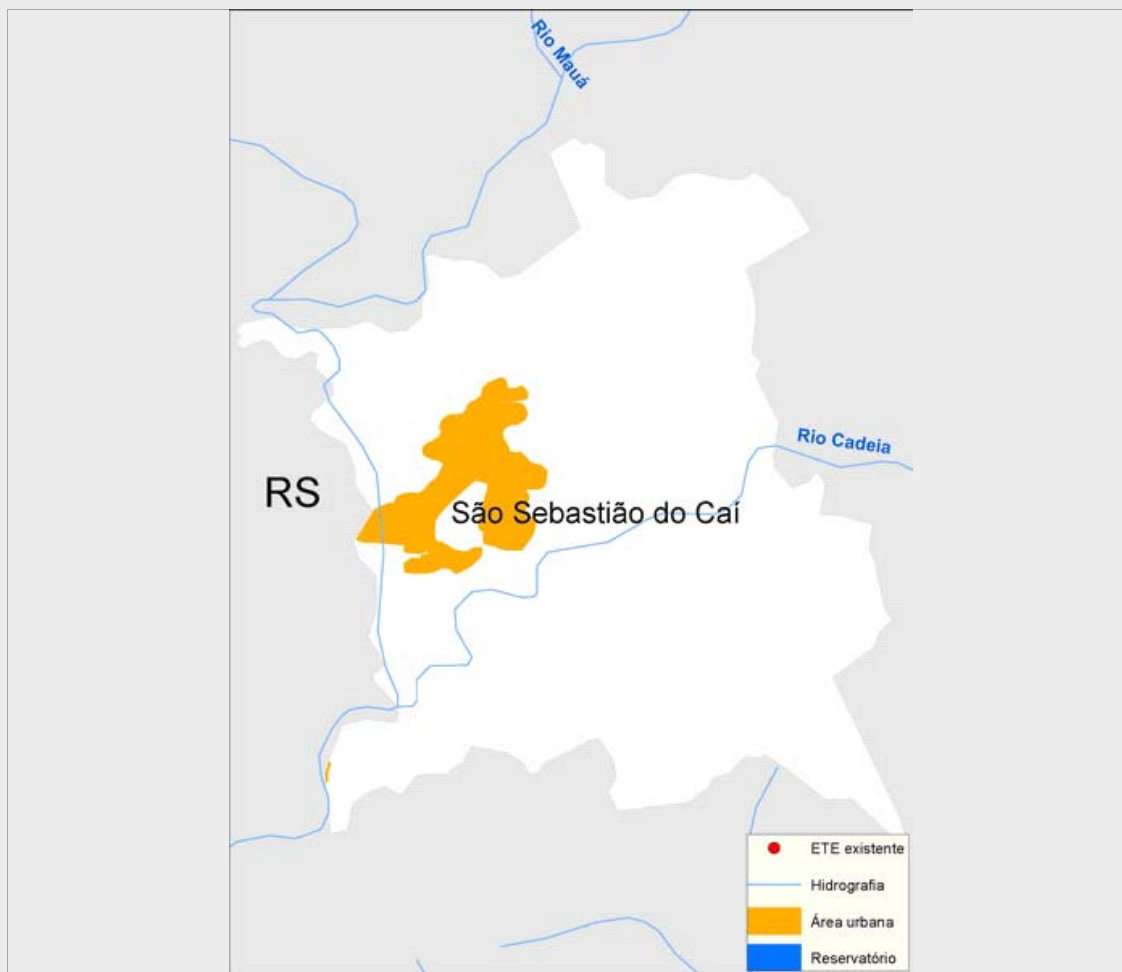 Rio Mauá
Rio Cadeia
RS
São Sebastião do Caí
ETE existente
Hidrografia
Área urbana
Reservatório